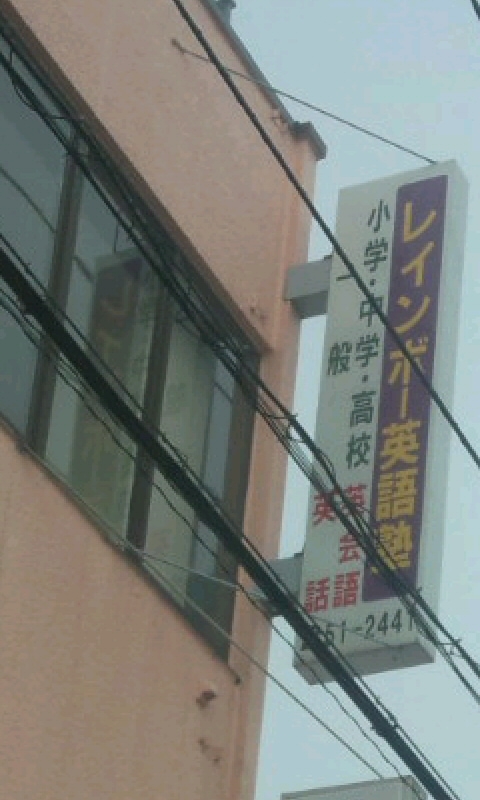 レインボー英語塾
小学・中学・高校
一般
英語
英会話
61-2441